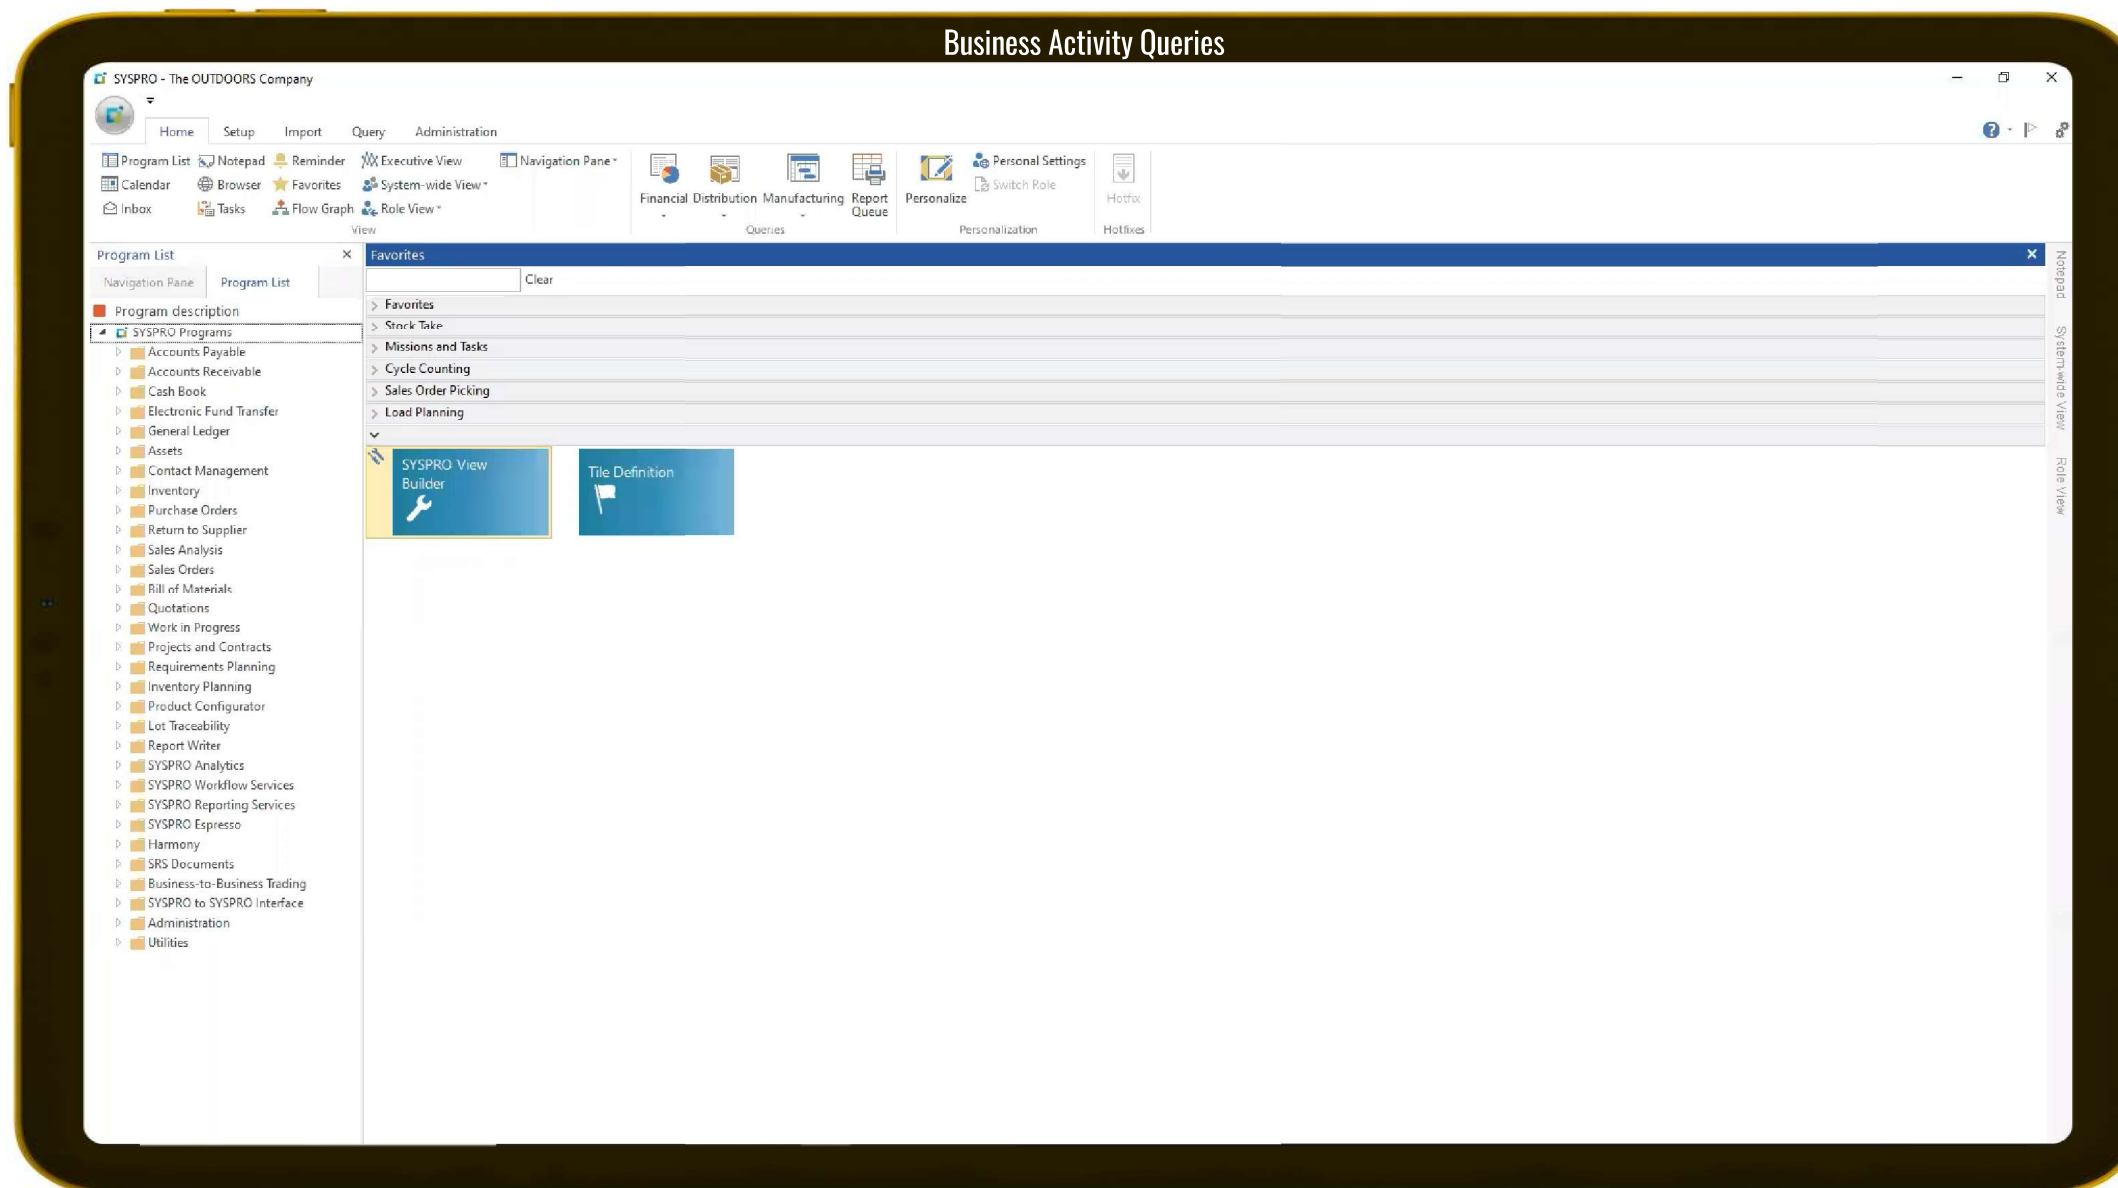 Business Activity Queries
SYSPRO - The OUTDOORS Company
Home Setup Import Query Administration
Program List Notepad Reminder Executive View Navigation Pane
Calendar Browser Favorites System-wide View
Inbox Tasks Flow Graph Role View
View
Financial Distribution Manufacturing Report Queue
Queries
Personalize Personal Settings
Switch Role
Personalization
Hotfix
Hotfixes
Program List
Navigation Pane Program List
Program description
SYSPRO Programs
Accounts Payable
Accounts Receivable
Cash Book
Electronic Fund Transfer
General Ledger
Assets
Contact Management
Inventory
Purchase Orders
Return to Supplier
Sales Analysis
Sales Orders
Bill of Materials
Quotations
Work in Progress
Projects and Contracts
Requirements Planning
Inventory Planning
Product Configurator
Lot Traceability
Report Writer
SYSPRO Analytics
SYSPRO Workflow Services
SYSPRO Reporting Services
SYSPRO Espresso
Harmony
SRS Documents
Business-to-Business Trading
SYSPRO to SYSPRO Interface
Administration
Utilities
Favorites
Clear
Favorites
Stock Take
Missions and Tasks
Cycle Counting
Sales Order Picking
Load Planning
SYSPRO View
Builder
Tile Definition
Notepad
System-wide View
Role View